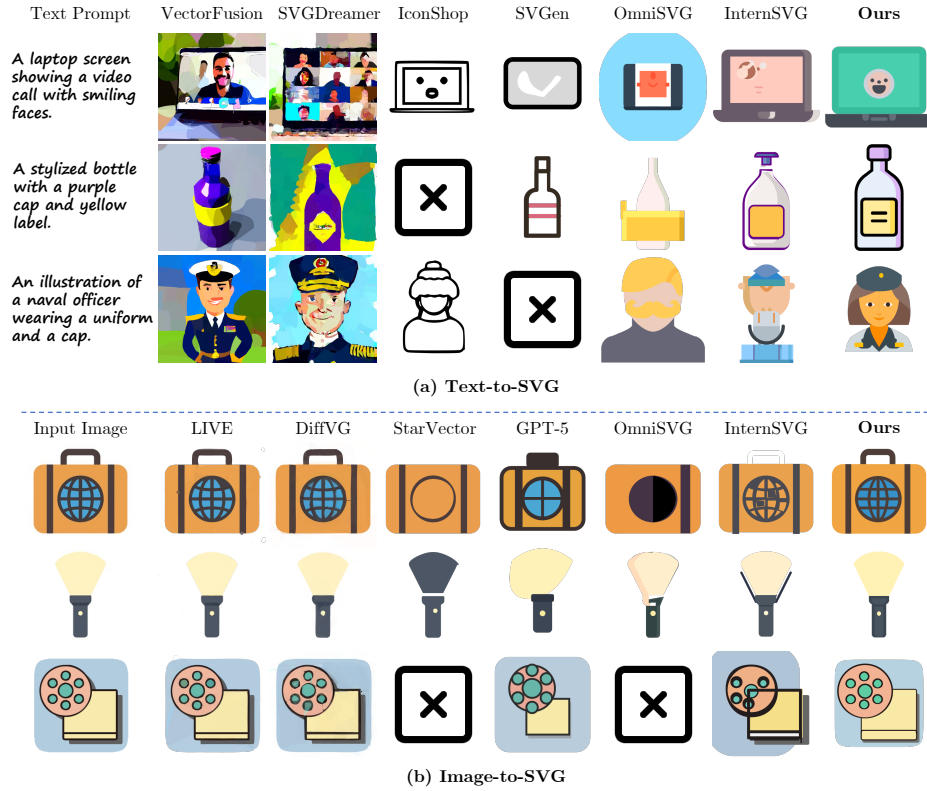 Text Prompt VectorFusion SVGDreamer IconShop SVGen OmniSVG InternSVG Ours
A laptop screen
showing a video
call with smiling
faces.
A stylized bottle
with a purple
cap and yellow
label.
An illustration of
a naval officer
wearing a uniform
and a cap.
(a) Text-to-SVG
Input Image LIVE DiffVG StarVector GPT-5 OmniSVG InternSVG Ours
(b) Image-to-SVG